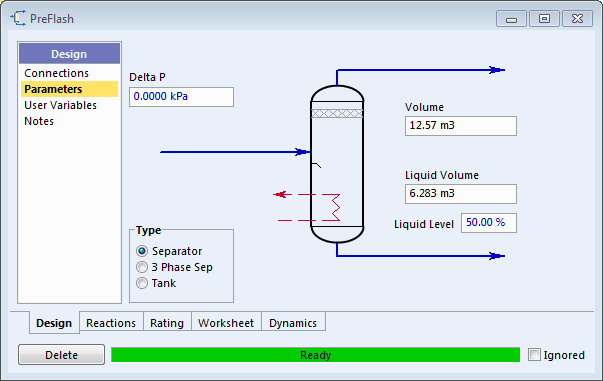 PreFlash
Design
Connections
Parameters
User Variables
Notes
Delta P
0.0000 kPa
Volume
12.57 m3
Liquid Volume
6.283 m3
Liquid Level 50.00 %
Type
Separator
3 Phase Sep
Tank
Design Reactions Rating Worksheet Dynamics
Delete Ready Ignored